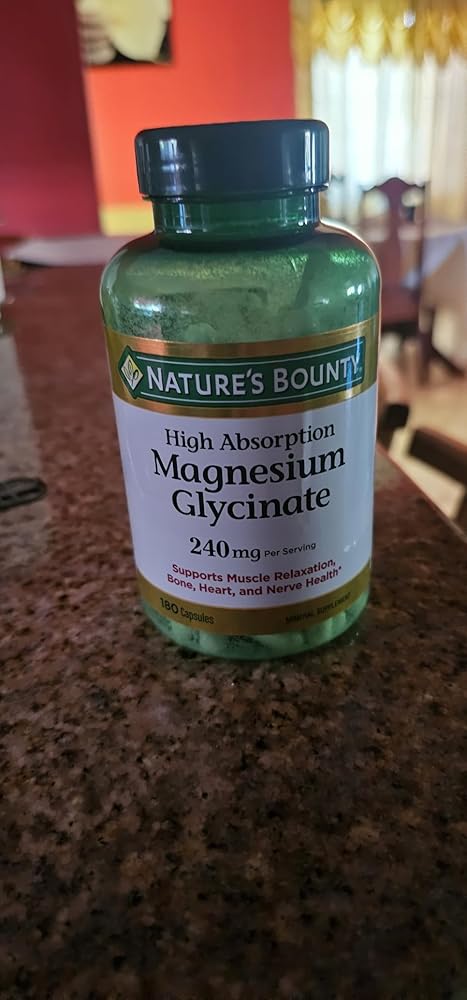 NATURE'S BOUNTY
High Absorption
Magnesium
Glycinate
240 mg Per Serving
Supports Muscle Relaxation,
Bone, Heart, and Nerve Health*
180 Capsules
MINERAL SUPPLEMENT